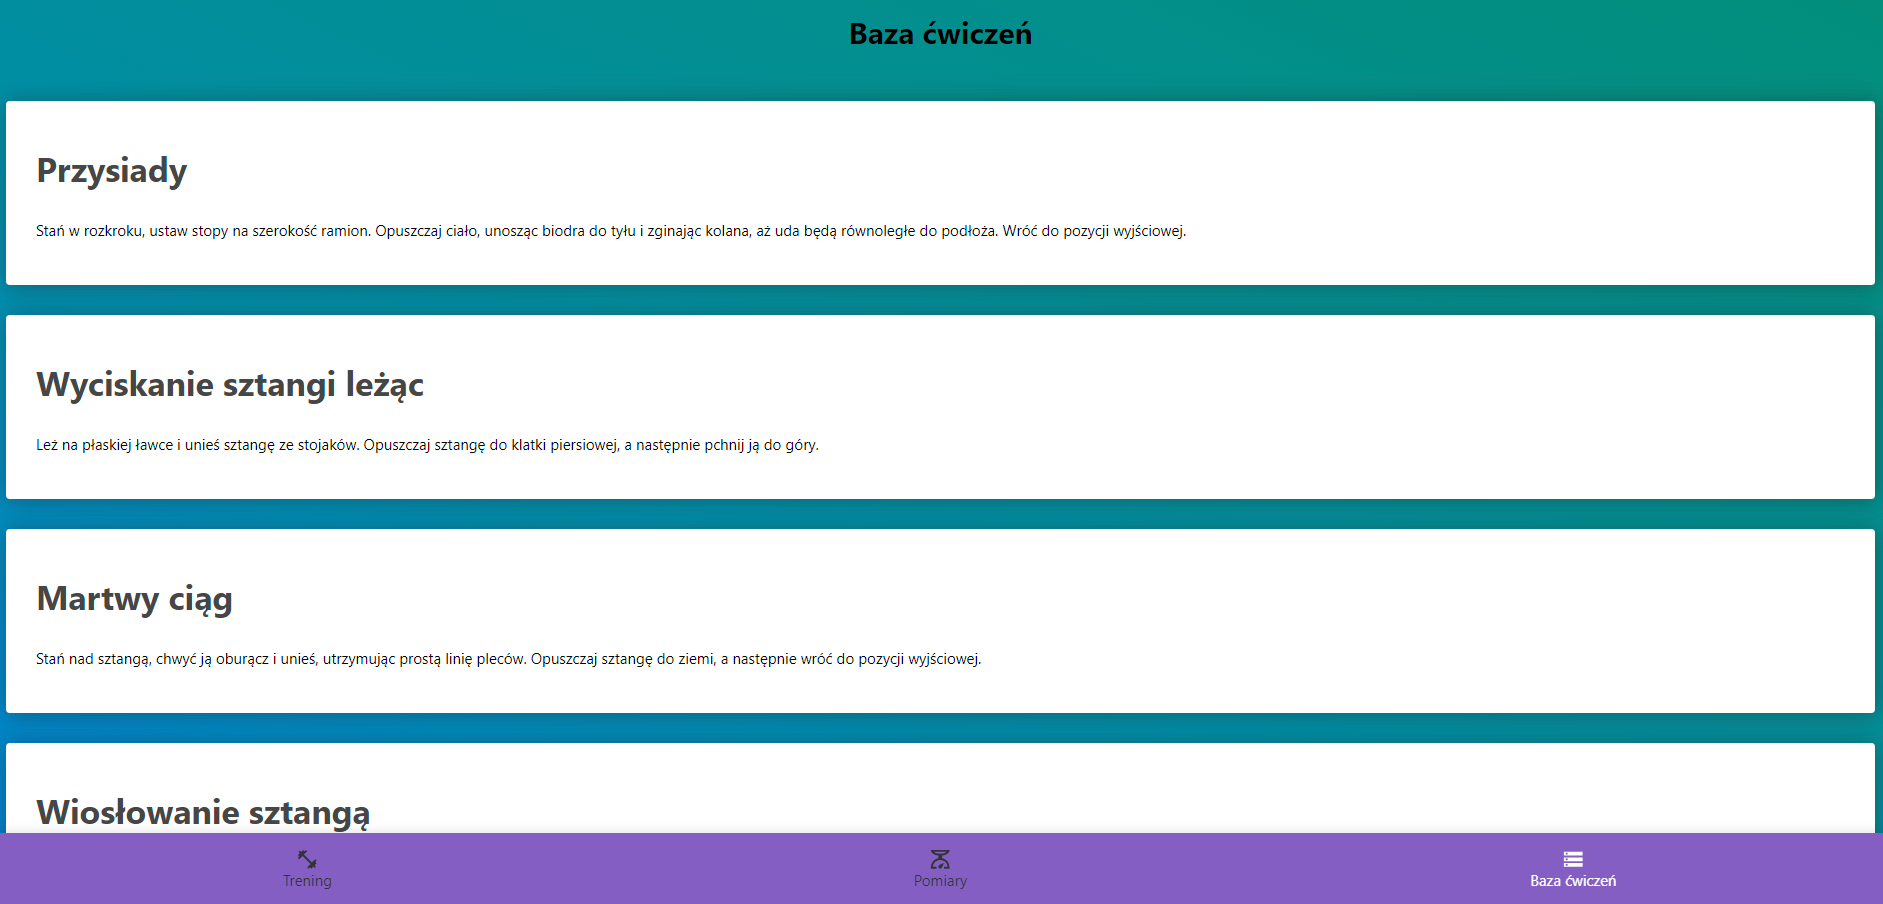 Baza ćwiczeń
Przysiady
Stań w rozkroku, ustaw stopy na szerokość ramion. Opuszczaj ciało, unosząc biodra do tyłu i zginając kolana, aż uda będą równoległe do podłoża. Wróć do pozycji wyjściowej.
Wyciskanie sztangi leżąc
Leż na płaskiej ławce i unieś sztangę ze stojaków. Opuszczaj sztangę do klatki piersiowej, a następnie pchnij ją do góry.
Martwy ciąg
Stań nad sztangą, chwyć ją oburącz i unieś, utrzymując prostą linię pleców. Opuszczaj sztangę do ziemi, a następnie wróć do pozycji wyjściowej.
Wiosłowanie sztangą
Trening
Pomiary
Baza ćwiczeń